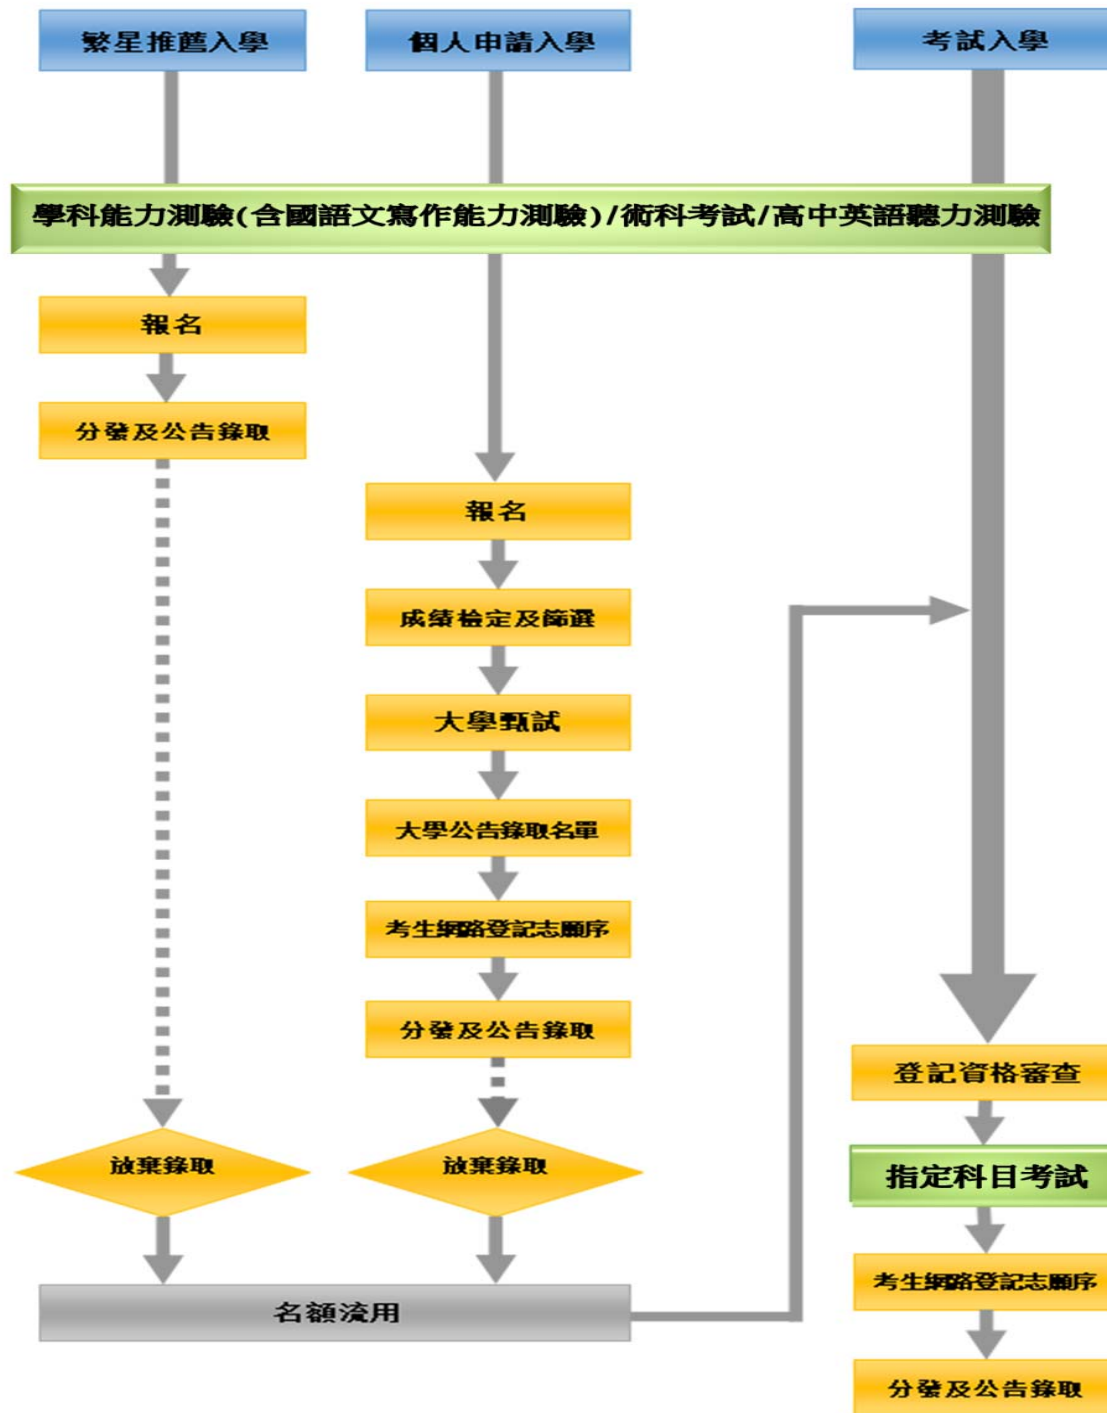 繁星推薦入學
個人申請入學
考試入學
學科能力測驗(含國語文寫作能力測驗)/術科考試/高中英語聽力測驗
報名
分發及公告錄取
放棄錄取
報名
成績檢定及篩選
大學甄試
大學公告錄取名單
考生網路登記志願序
分發及公告錄取
放棄錄取
名額流用
登記資格審查
指定科目考試
考生網路登記志願序
分發及公告錄取